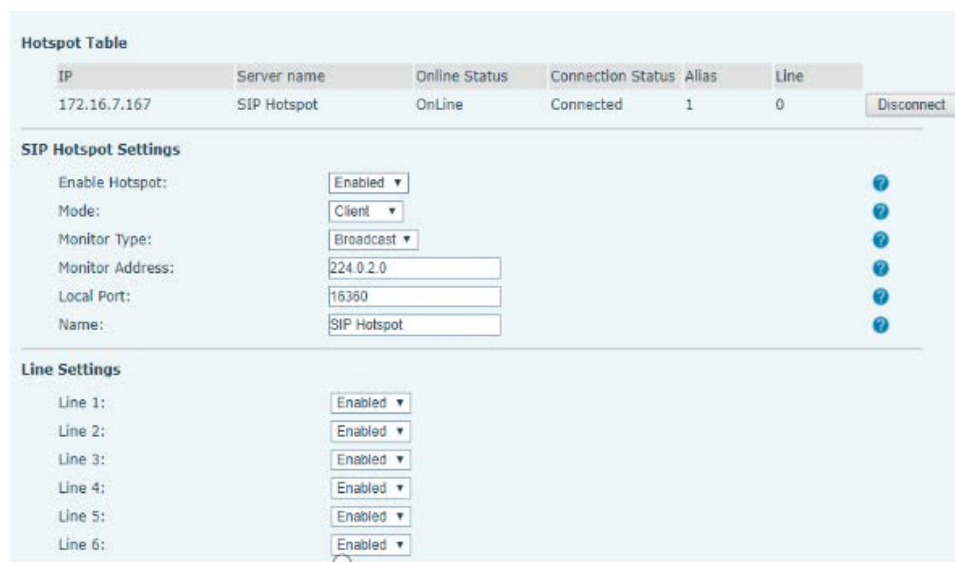 Hotspot Table
IP Server name Online Status Connection Status Alias Line
172.16.7.167 SIP Hotspot OnLine Connected 1 0 Disconnect
SIP Hotspot Settings
Enable Hotspot: Enabled
Mode: Client
Monitor Type: Broadcast
Monitor Address: 224.0.2.0
Local Port: 16360
Name: SIP Hotspot
Line Settings
Line 1: Enabled
Line 2: Enabled
Line 3: Enabled
Line 4: Enabled
Line 5: Enabled
Line 6: Enabled